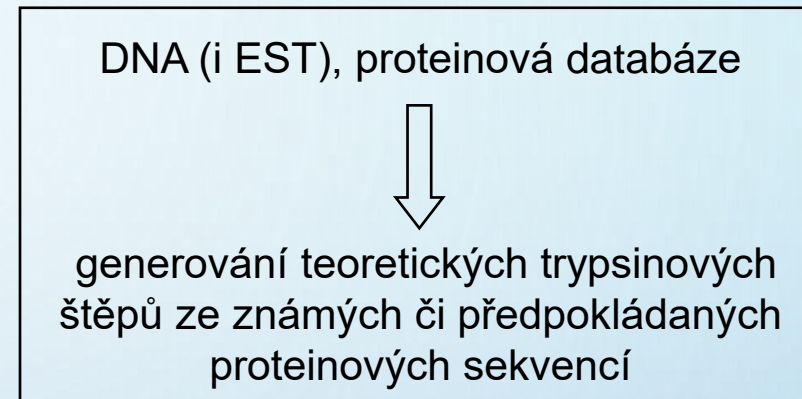 DNA (i EST), proteinová databáze
generování teoretických trypsinových
štěpů ze známých či předpokládaných
proteinových sekvencí